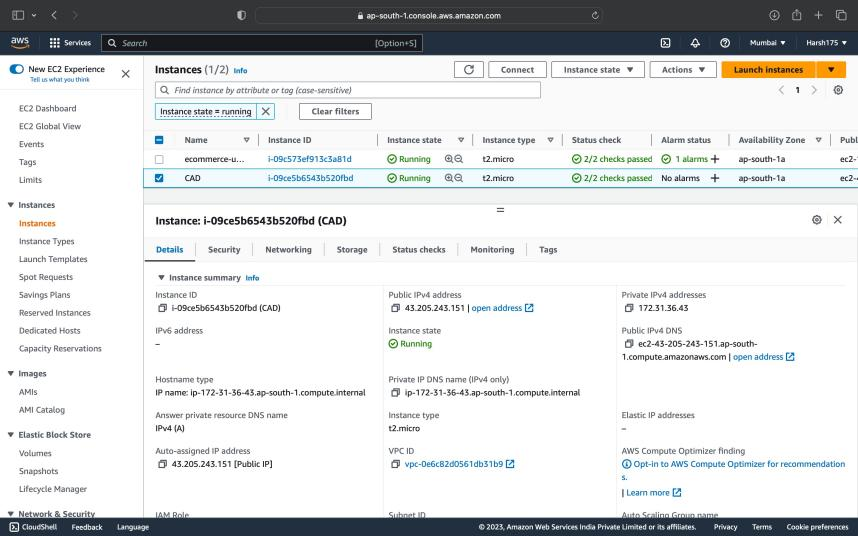 ap-south-1.console.aws.amazon.com
aws
Services
Search
[Option+S]
Mumbai
Harsh175
New EC2 Experience
Tell us what you think
EC2 Dashboard
EC2 Global View
Events
Tags
Limits
Instances
Instances
Instance Types
Launch Templates
Spot Requests
Savings Plans
Reserved Instances
Dedicated Hosts
Capacity Reservations
Images
AMIs
AMI Catalog
Elastic Block Store
Volumes
Snapshots
Lifecycle Manager
Network & Security
Instances (1/2) Info
Connect
Instance state
Actions
Launch instances
Find instance by attribute or tag (case-sensitive)
1
Instance state = running
Clear filters
Name Instance ID Instance state Instance type Status check Alarm status Availability Zone Publ
ecommerce-u... i-09c573ef913c3a81d Running t2.micro 2/2 checks passed 1 alarms + ap-south-1a ec2-
CAD i-09ce5b6543b520fbd Running t2.micro 2/2 checks passed No alarms + ap-south-1a ec2-
Instance: i-09ce5b6543b520fbd (CAD)
Details Security Networking Storage Status checks Monitoring Tags
Instance summary Info
Instance ID
i-09ce5b6543b520fbd (CAD)
Public IPv4 address
43.205.243.151 | open address
Private IPv4 addresses
172.31.36.43
IPv6 address
–
Instance state
Running
Public IPv4 DNS
ec2-43-205-243-151.ap-south-
1.compute.amazonaws.com | open address
Hostname type
IP name: ip-172-31-36-43.ap-south-1.compute.internal
Private IP DNS name (IPv4 only)
ip-172-31-36-43.ap-south-1.compute.internal
Answer private resource DNS name
IPv4 (A)
Instance type
t2.micro
Elastic IP addresses
–
Auto-assigned IP address
43.205.243.151 [Public IP]
VPC ID
vpc-0e6c82d0561db31b9
AWS Compute Optimizer finding
Opt-in to AWS Compute Optimizer for recommendation
s.
| Learn more
IAM Role
Subnet ID
Auto Scaling Group name
CloudShell
Feedback
Language
© 2023, Amazon Web Services India Private Limited or its affiliates.
Privacy
Terms
Cookie preferences